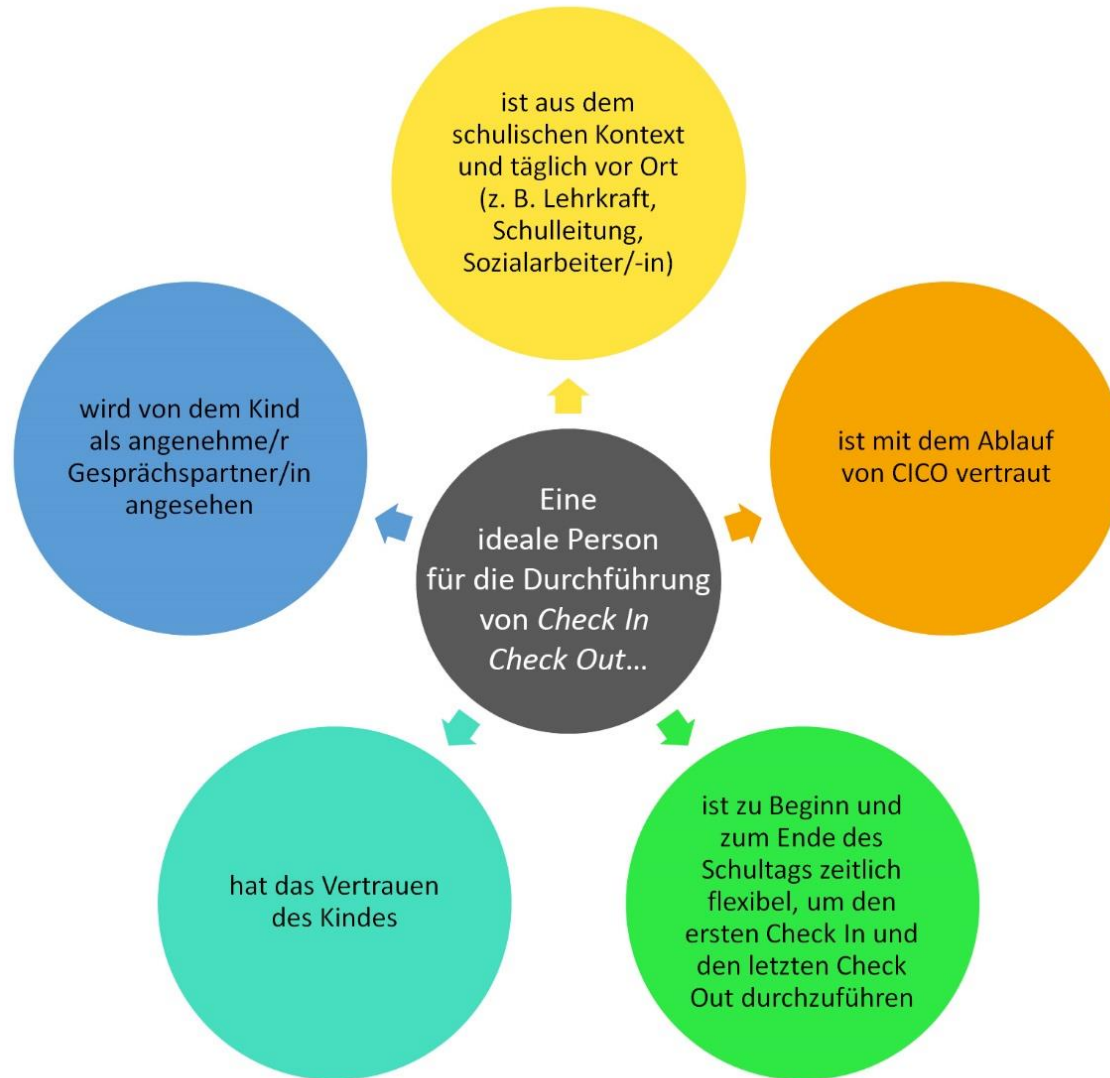 ist aus dem
schulischen Kontext
und täglich vor Ort
(z. B. Lehrkraft,
Schulleitung,
Sozialarbeiter/-in)
wird von dem Kind
als angenehme/r
Gesprächspartner/in
angesehen
ist mit dem Ablauf
von CICO vertraut
Eine
ideale Person
für die Durchführung
von Check In
Check Out...
hat das Vertrauen
des Kindes
ist zu Beginn und
zum Ende des
Schultags zeitlich
flexibel, um den
ersten Check In und
den letzten Check
Out durchzuführen